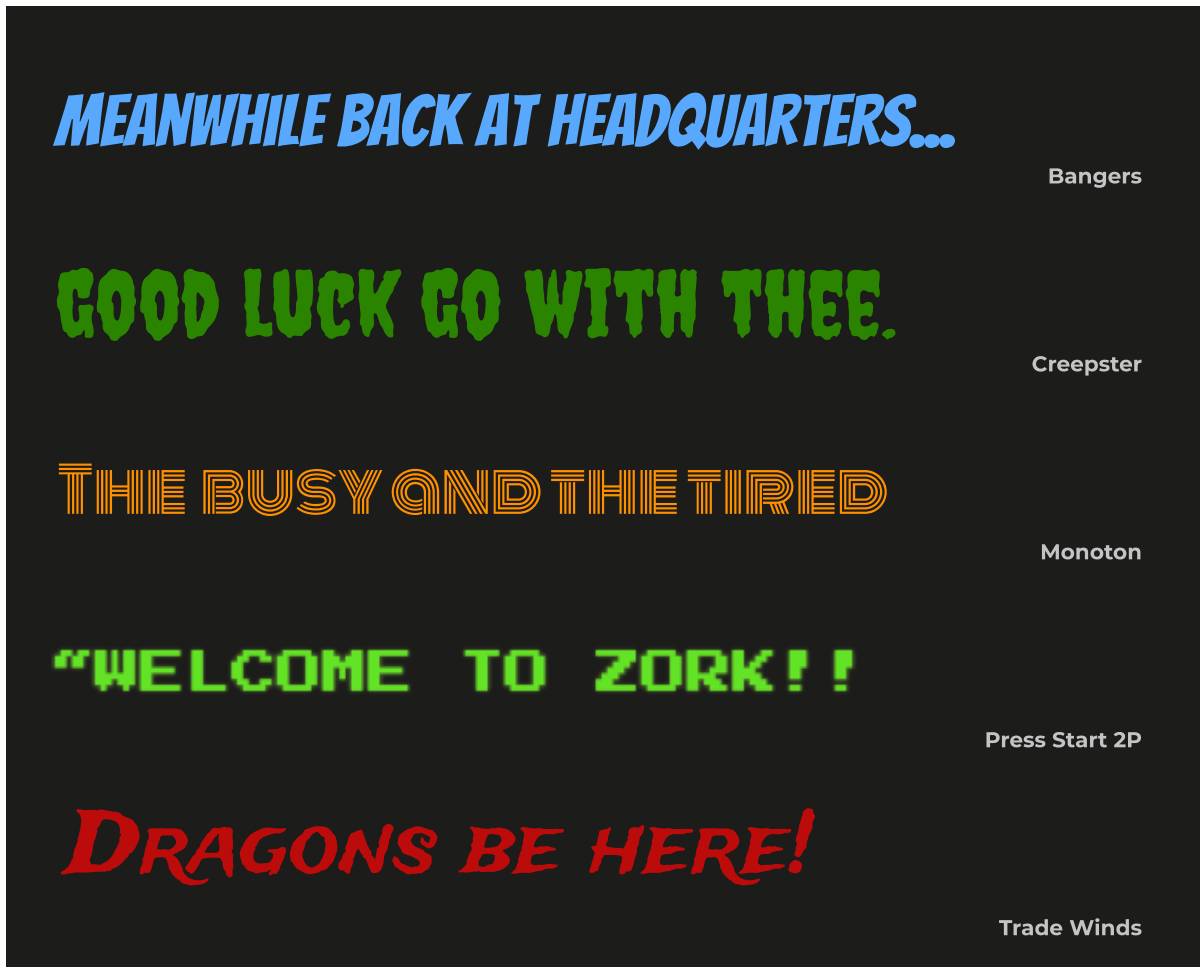 MEANWHILE BACK AT HEADQUARTERS...
Bangers
GOOD LUCK GO WITH THEE.
Creepster
The busy and the tired
Monoton
~WELCOME TO ZORK!!
Press Start 2P
Dragons be here!
Trade Winds